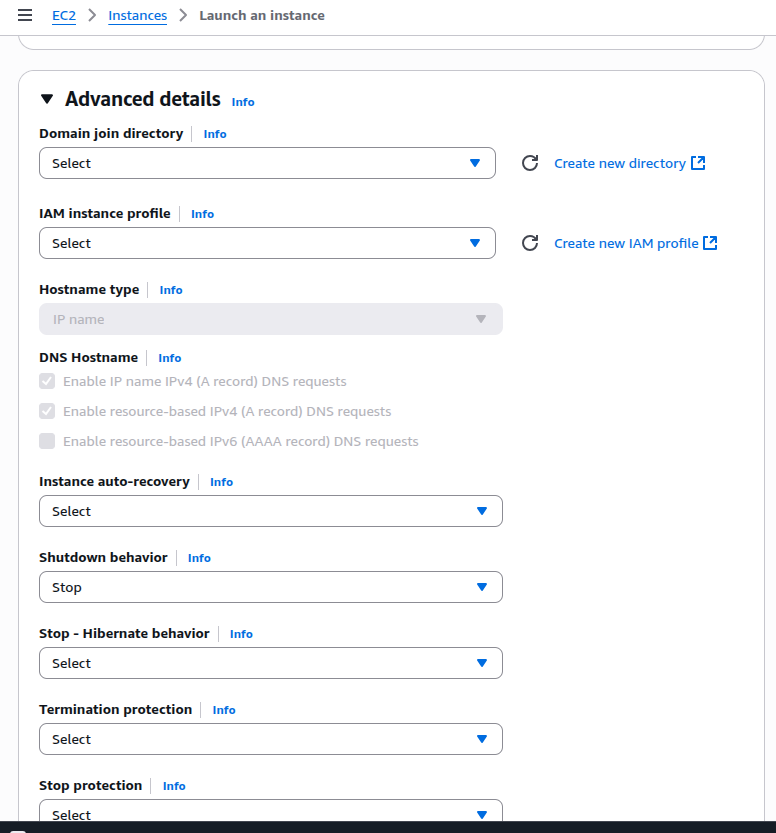 EC2 > Instances > Launch an instance
Advanced details Info
Domain join directory Info
Select Create new directory
IAM instance profile Info
Select Create new IAM profile
Hostname type Info
IP name
DNS Hostname Info
Enable IP name IPv4 (A record) DNS requests
Enable resource-based IPv4 (A record) DNS requests
Enable resource-based IPv6 (AAAA record) DNS requests
Instance auto-recovery Info
Select
Shutdown behavior Info
Stop
Stop - Hibernate behavior Info
Select
Termination protection Info
Select
Stop protection Info
Select